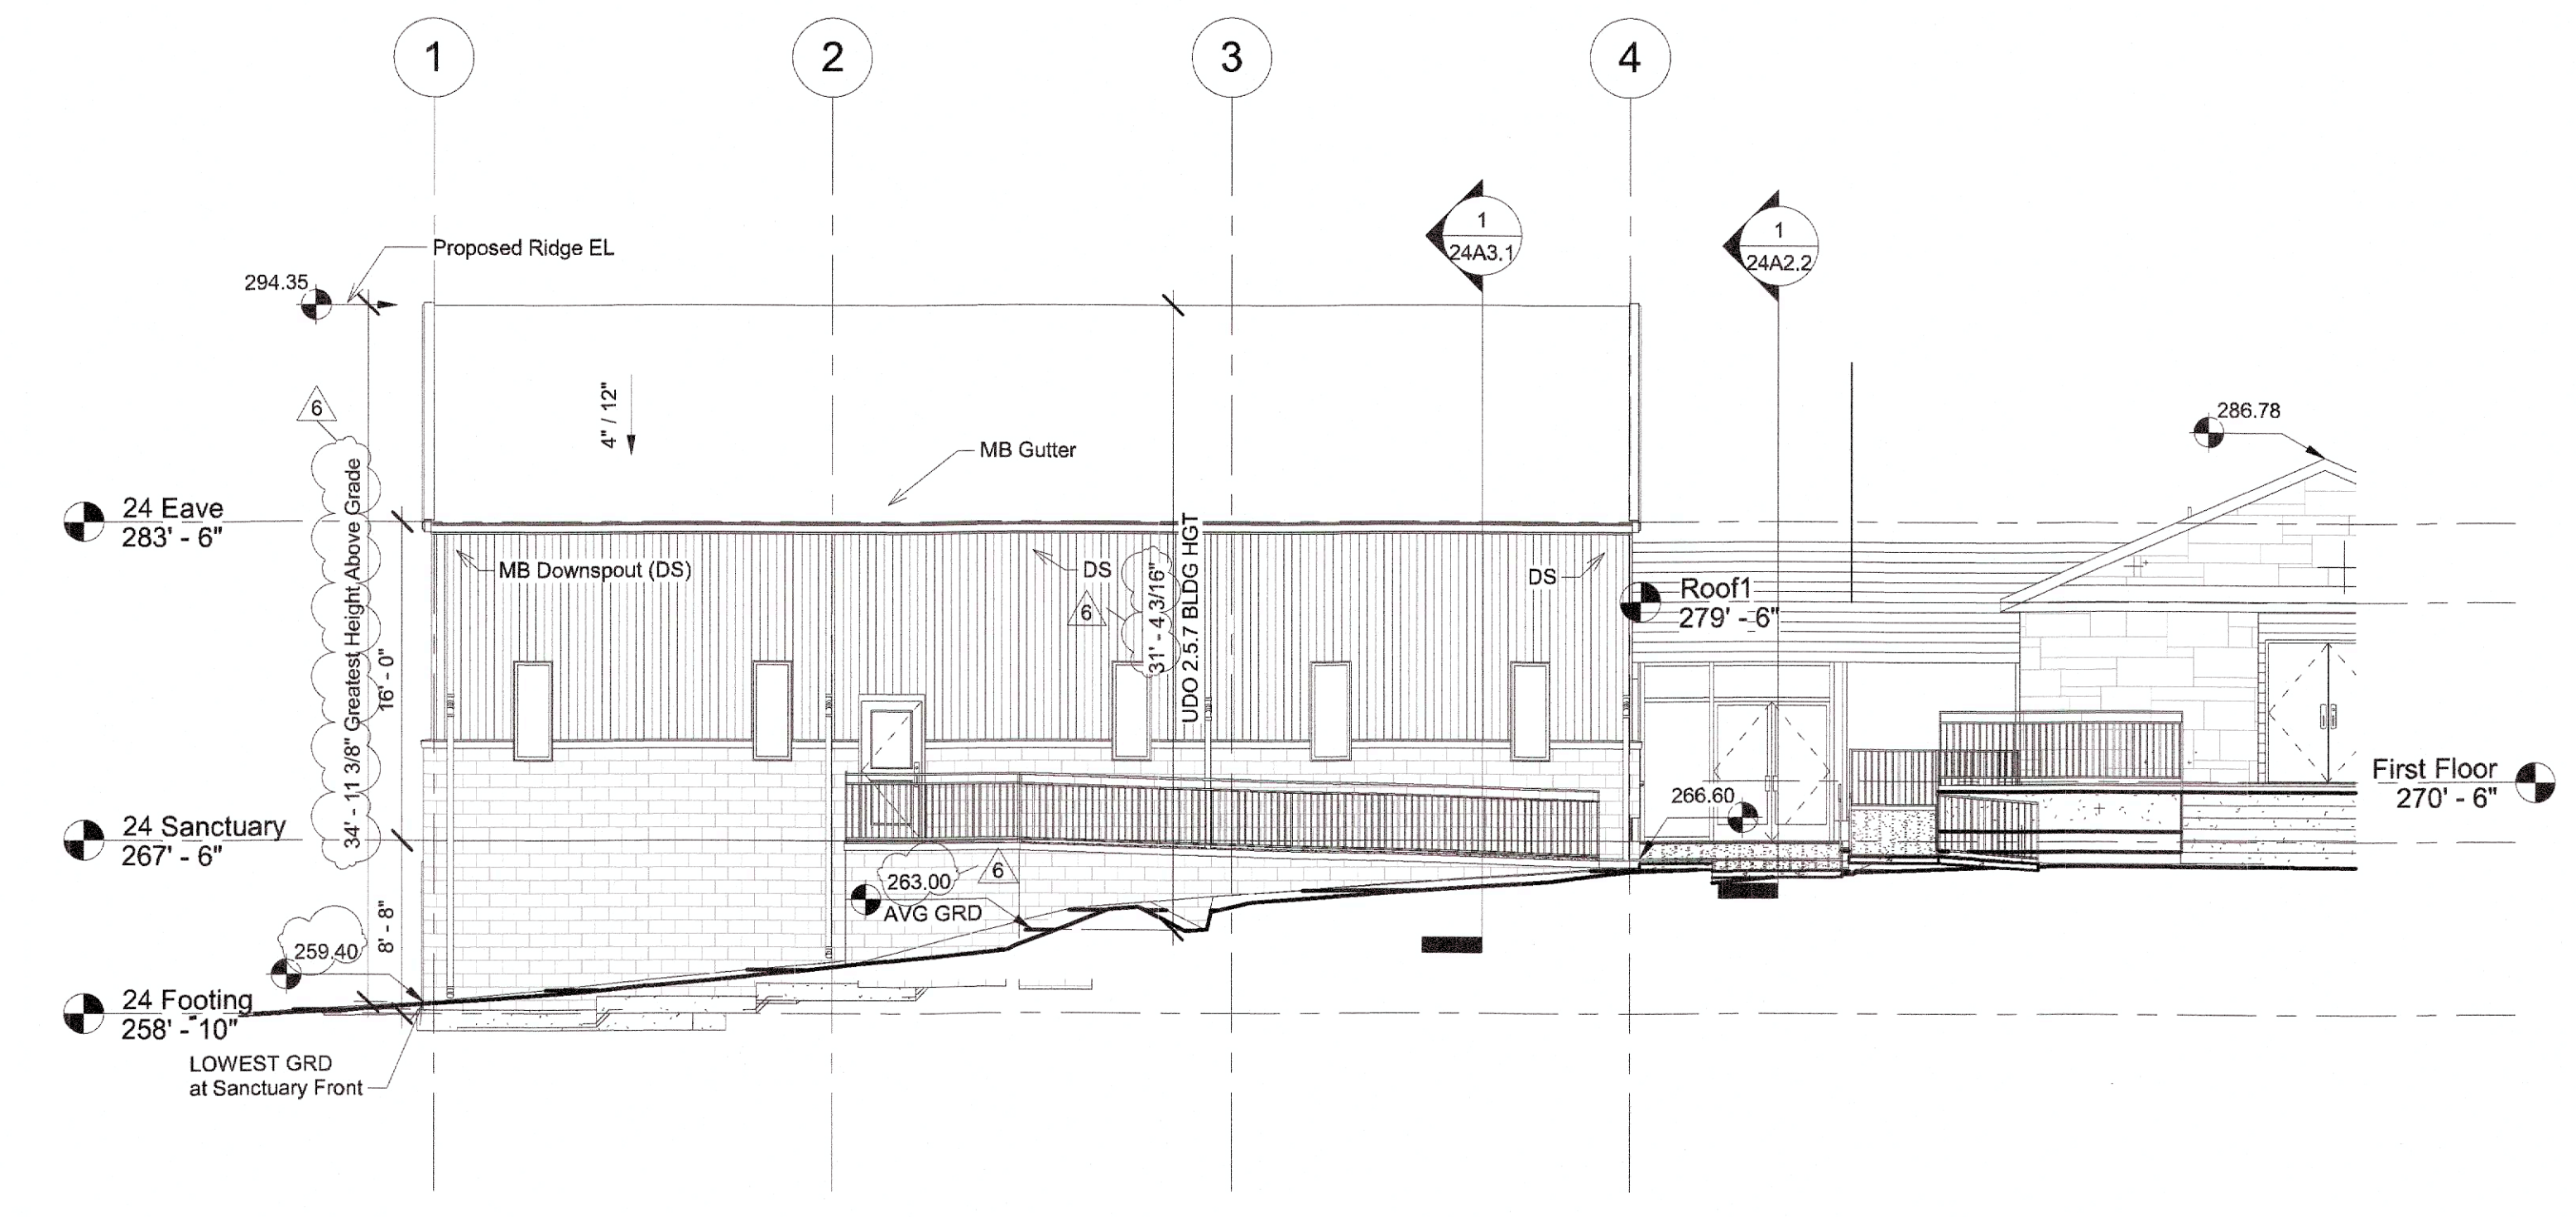 1
2
3
4
1
24A3.1
1
24A2.2
Proposed Ridge EL
294.35
6
4" / 12"
MB Gutter
286.78
24 Eave
283' - 6"
34' - 11 3/8" Greatest Height Above Grade
16' - 0"
MB Downspout (DS)
DS
6
31' - 4 3/16"
UDO 2.5.7 BLDG HGT
DS
Roof1
279' - 6"
First Floor
270' - 6"
266.60
24 Sanctuary
267' - 6"
263.00
6
AVG GRD
8' - 8"
259.40
24 Footing
258' - 10"
LOWEST GRD
at Sanctuary Front